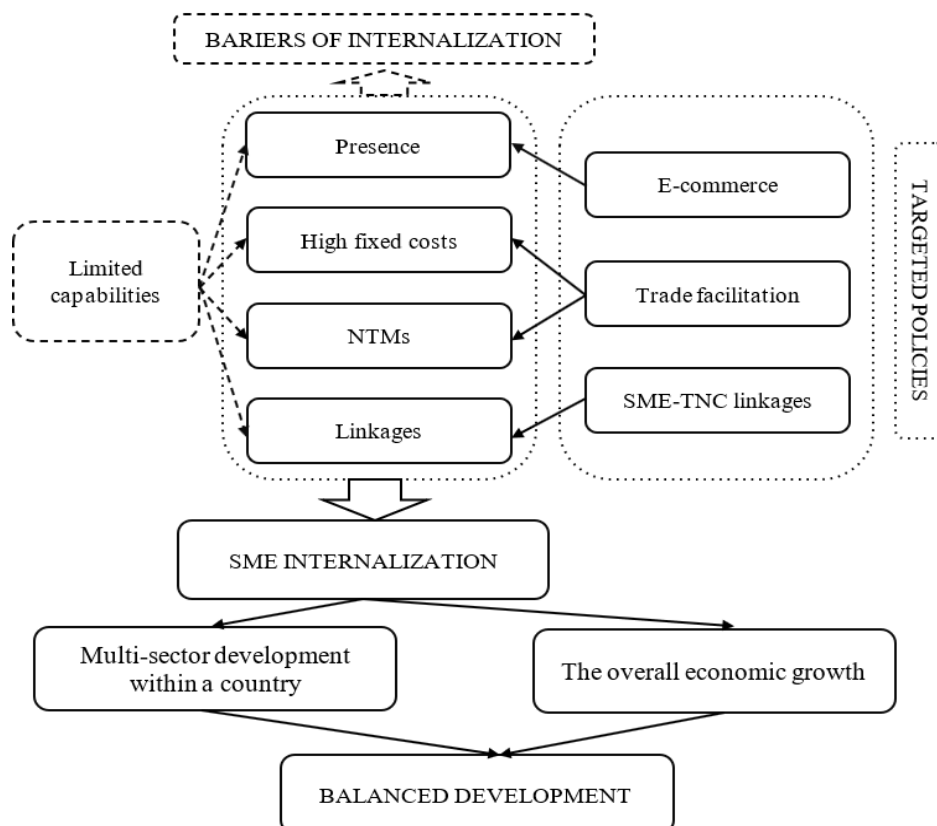 BARIERS OF INTERNALIZATION
Presence
E-commerce
High fixed costs
Limited
capabilities
Trade facilitation
NTMs
SME-TNC linkages
Linkages
TARGETED POLICIES
SME INTERNALIZATION
Multi-sector development
within a country
The overall economic growth
BALANCED DEVELOPMENT